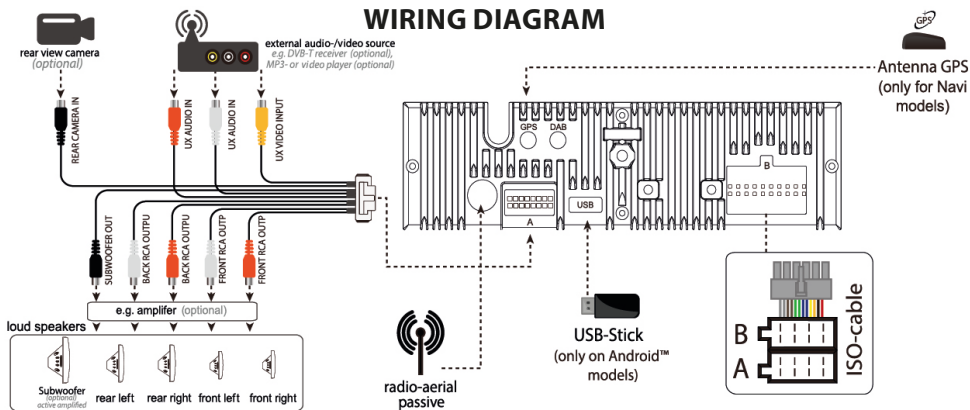 WIRING DIAGRAM
rear view camera
(optional)
external audio-/video source
e.g. DVB-T receiver (optional),
MP3- or video player (optional)
GPS
Antenna GPS
(only for Navi
models)
REAR CAMERA IN
UX AUDIO IN
UX AUDIO IN
UX VIDEO INPUT
GPS
DAB
B
A
USB
SUBWOOFER OUT
BACK RCA OUTPU
BACK RCA OUTPU
FRONT RCA OUTP
FRONT RCA OUTP
e.g. amplifer (optional)
loud speakers
Subwoofer
(optional)
active amplified
rear left
rear right
front left
front right
radio-aerial
passive
USB-Stick
(only on Android™
models)
B
A
ISO-cable